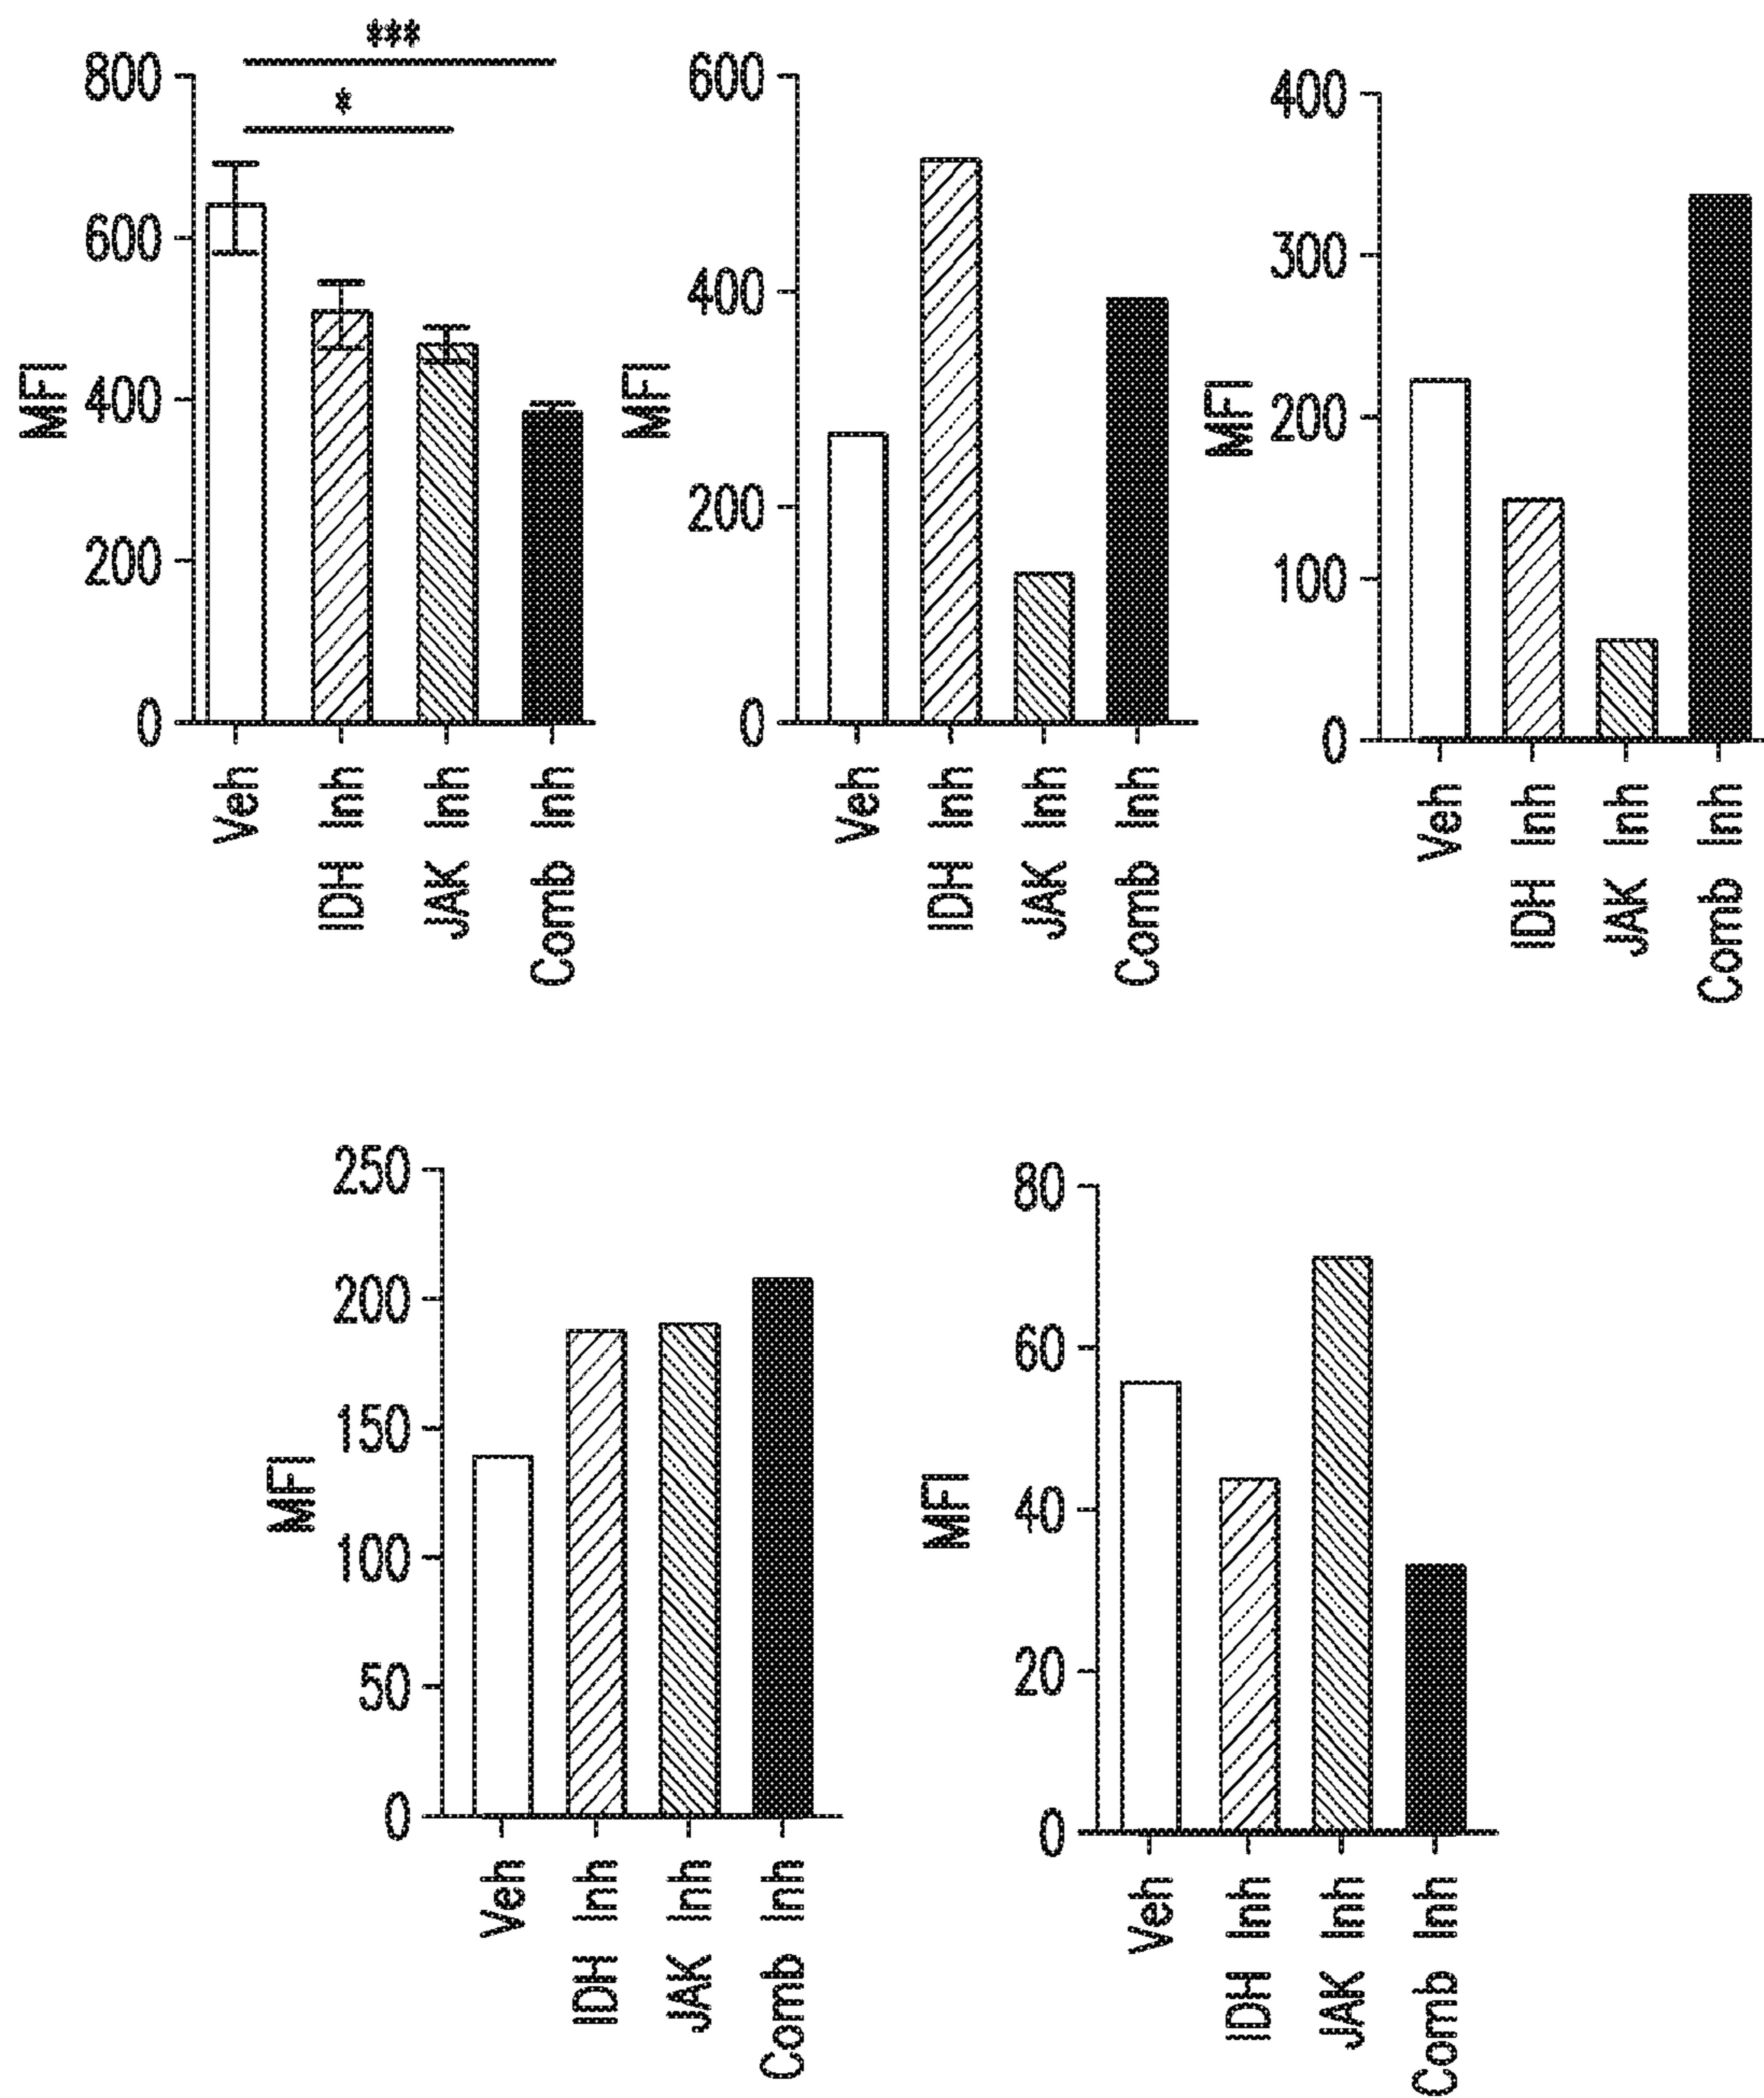 ***
*
800
600
400
200
0
MFI
Veh
IDH Inh
JAK Inh
Comb Inh
600
400
200
0
MFI
Veh
IDH Inh
JAK Inh
Comb Inh
400
300
200
100
0
MFI
Veh
IDH Inh
JAK Inh
Comb Inh
250
200
150
100
50
0
MFI
Veh
IDH Inh
JAK Inh
Comb Inh
80
60
40
20
0
MFI
Veh
IDH Inh
JAK Inh
Comb Inh